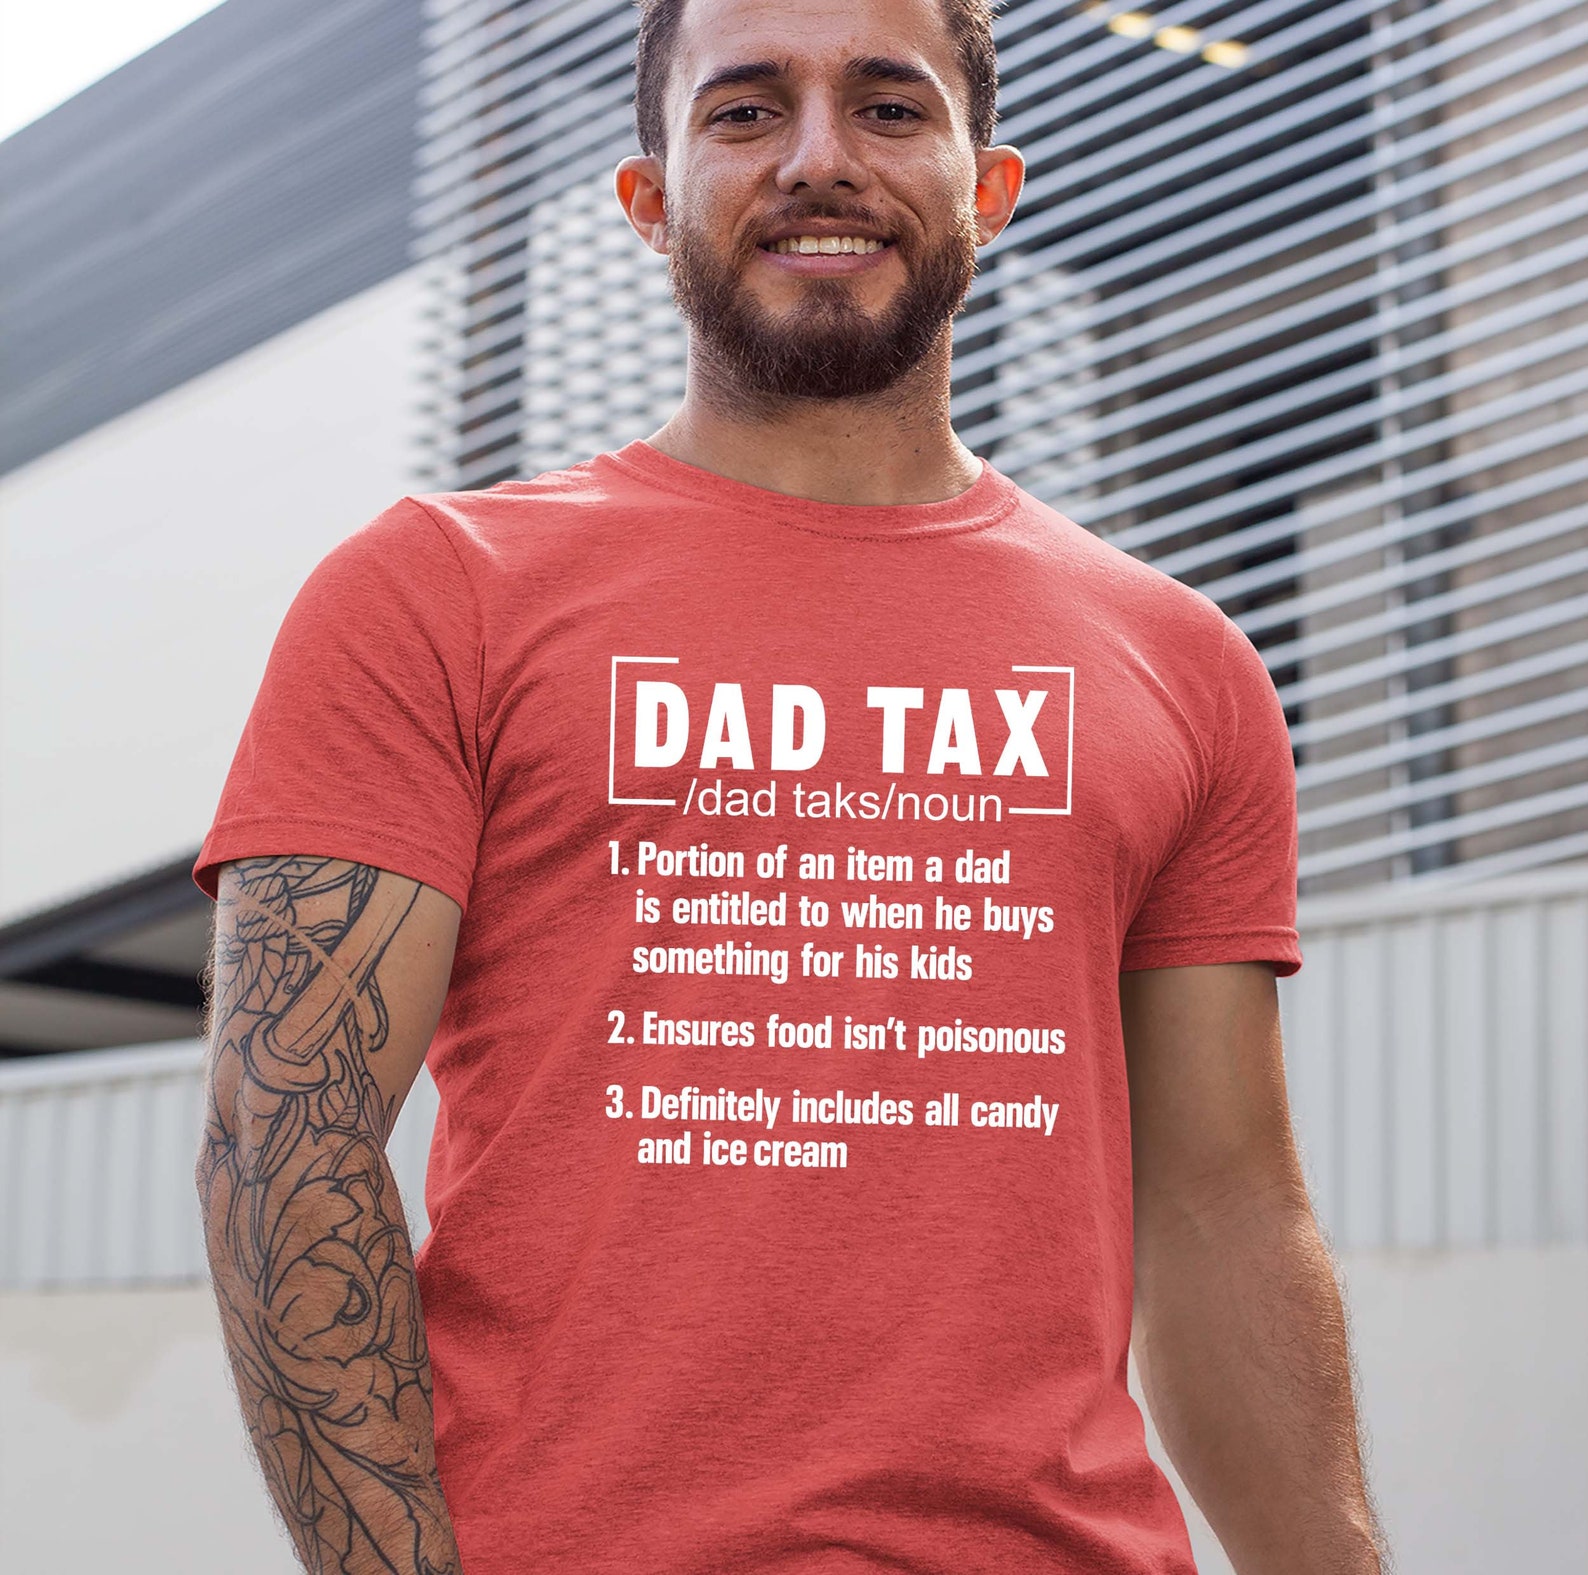 DAD TAX
/dad taks/noun
1. Portion of an item a dad
is entitled to when he buys
something for his kids
2. Ensures food isn't poisonous
3. Definitely includes all candy
and ice cream